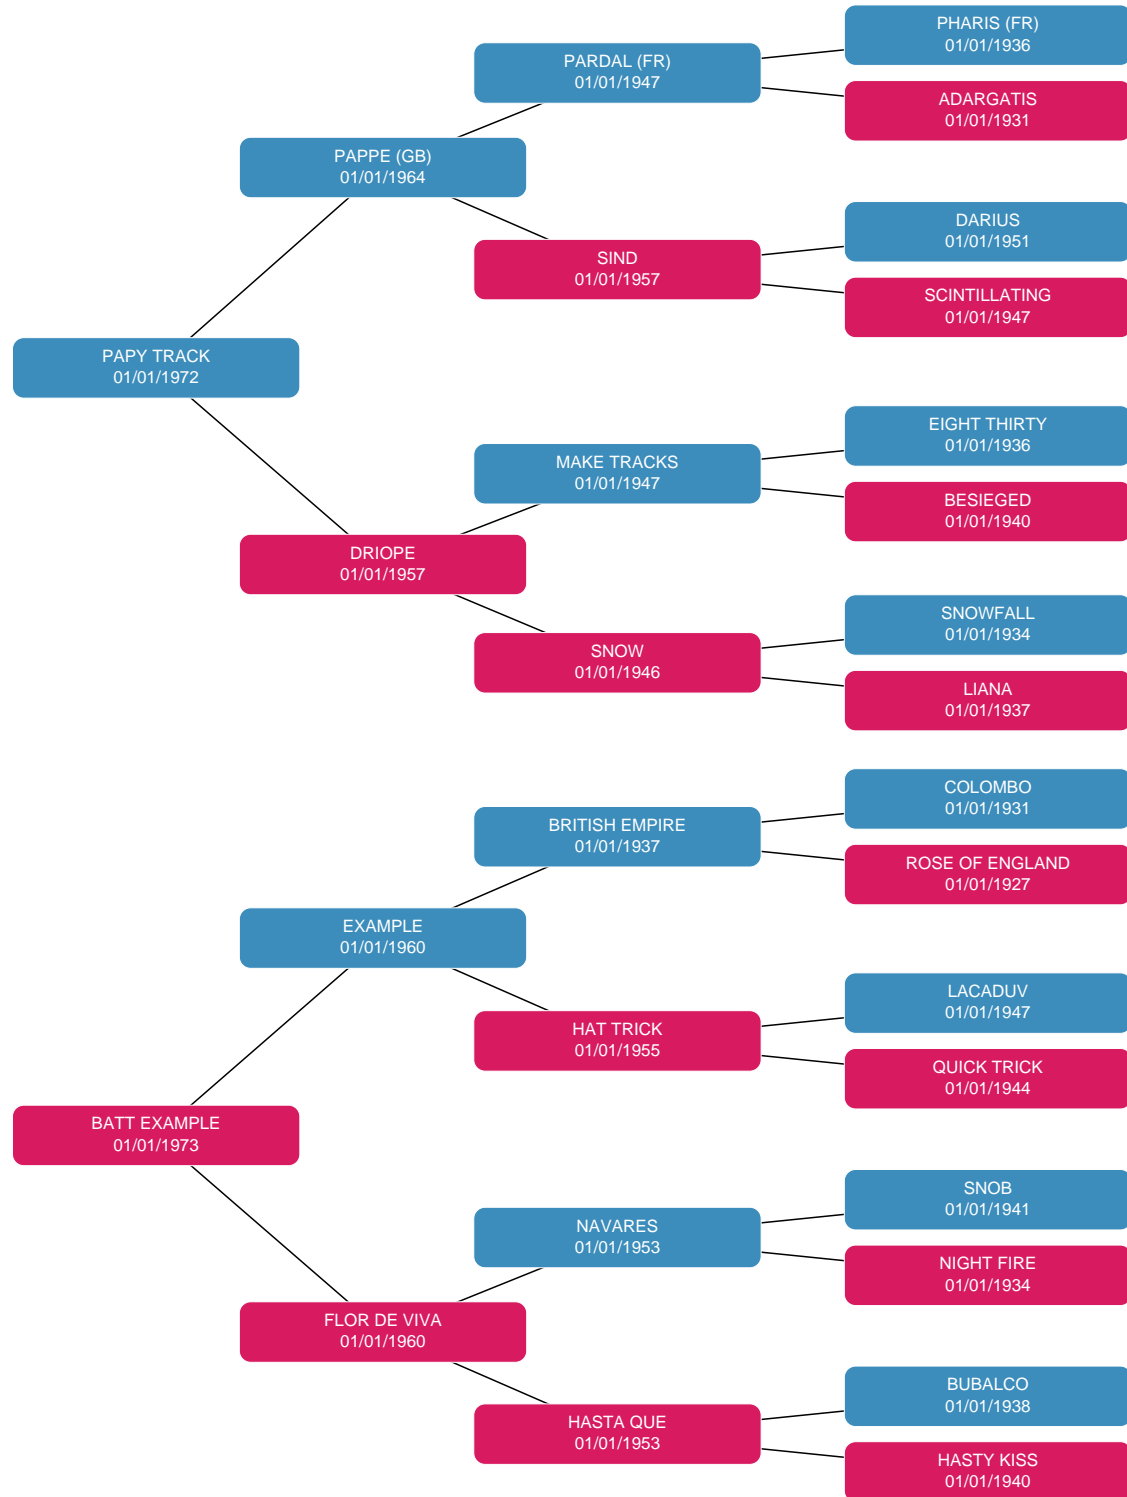 PHARIS (FR)
01/01/1936
PARDAL (FR)
01/01/1947
ADARGATIS
01/01/1931
PAPPE (GB)
01/01/1964
DARIUS
01/01/1951
SIND
01/01/1957
SCINTILLATING
01/01/1947
PAPY TRACK
01/01/1972
EIGHT THIRTY
01/01/1936
MAKE TRACKS
01/01/1947
BESIEGED
01/01/1940
DRIOPE
01/01/1957
SNOWFALL
01/01/1934
SNOW
01/01/1946
LIANA
01/01/1937
COLOMBO
01/01/1931
BRITISH EMPIRE
01/01/1937
ROSE OF ENGLAND
01/01/1927
EXAMPLE
01/01/1960
LACADUV
01/01/1947
HAT TRICK
01/01/1955
QUICK TRICK
01/01/1944
BATT EXAMPLE
01/01/1973
SNOB
01/01/1941
NAVARES
01/01/1953
NIGHT FIRE
01/01/1934
FLOR DE VIVA
01/01/1960
BUBALCO
01/01/1938
HASTA QUE
01/01/1953
HASTY KISS
01/01/1940